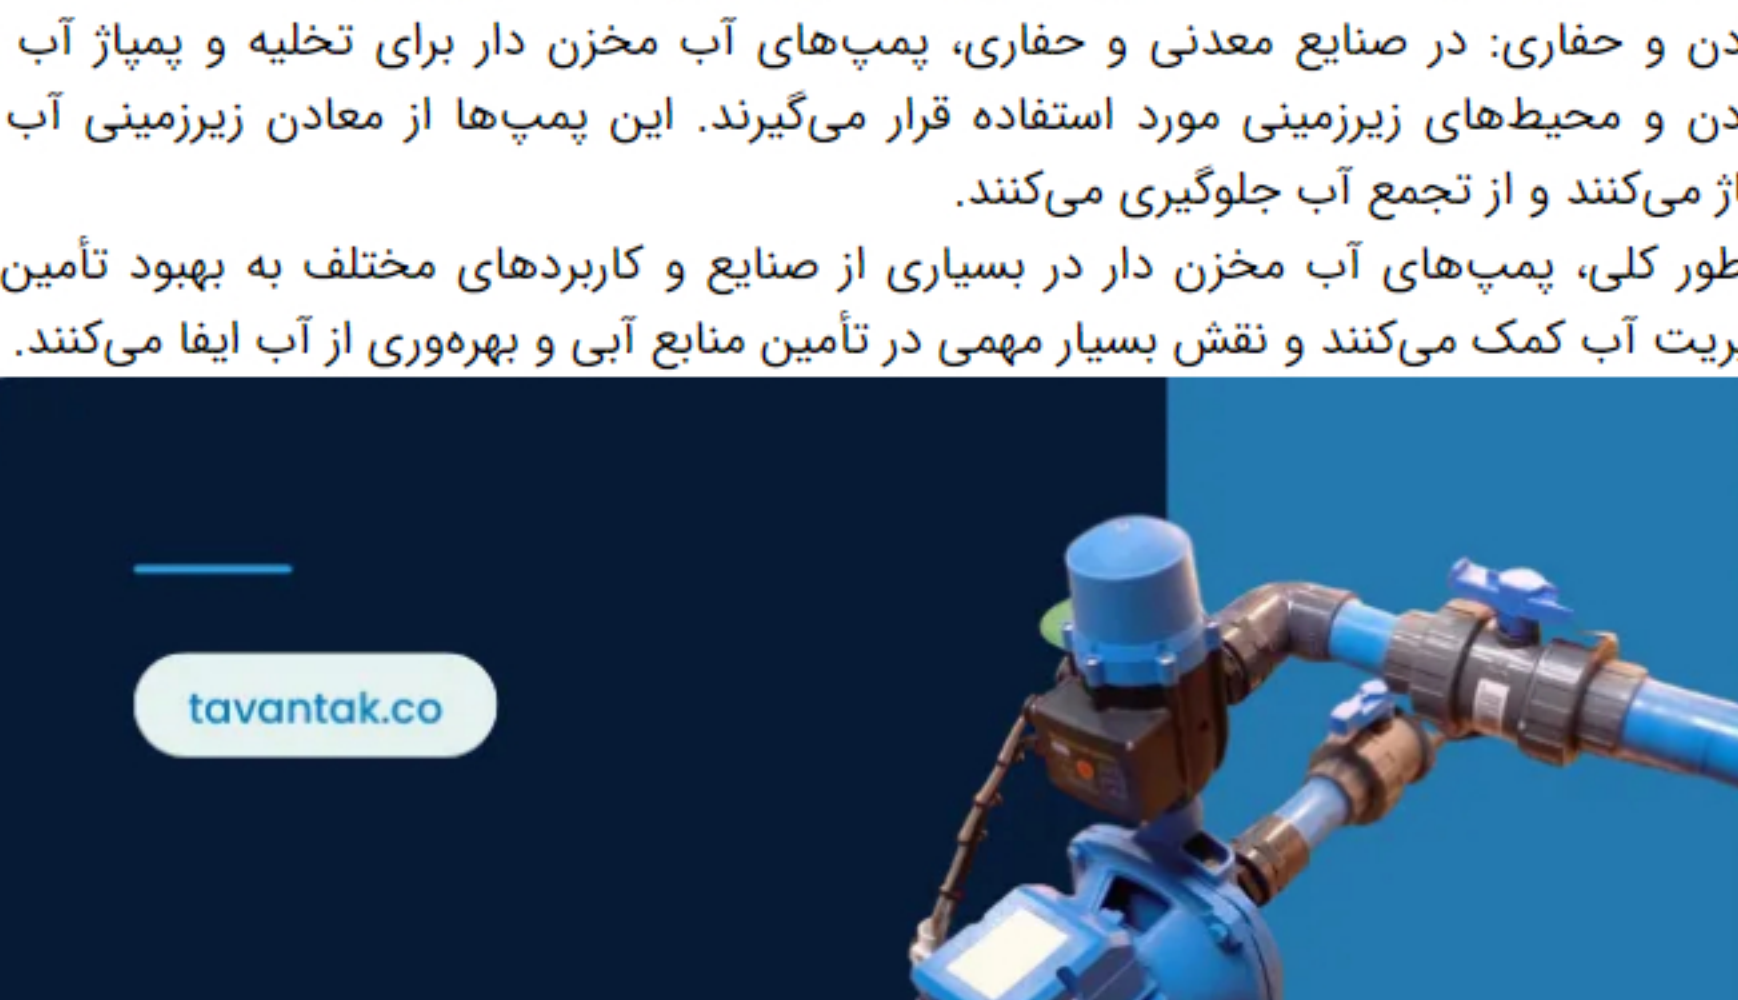 دن و حفاری: در صنایع معدنی و حفاری، پمپ‌های آب مخزن دار برای تخلیه و پمپاژ آب
دن و محیط‌های زیرزمینی مورد استفاده قرار می‌گیرند. این پمپ‌ها از معادن زیرزمینی آب
اژ می‌کنند و از تجمع آب جلوگیری می‌کنند.
طور کلی، پمپ‌های آب مخزن دار در بسیاری از صنایع و کاربردهای مختلف به بهبود تأمین
ریت آب کمک می‌کنند و نقش بسیار مهمی در تأمین منابع آبی و بهره‌وری از آب ایفا می‌کنند.
tavantak.co